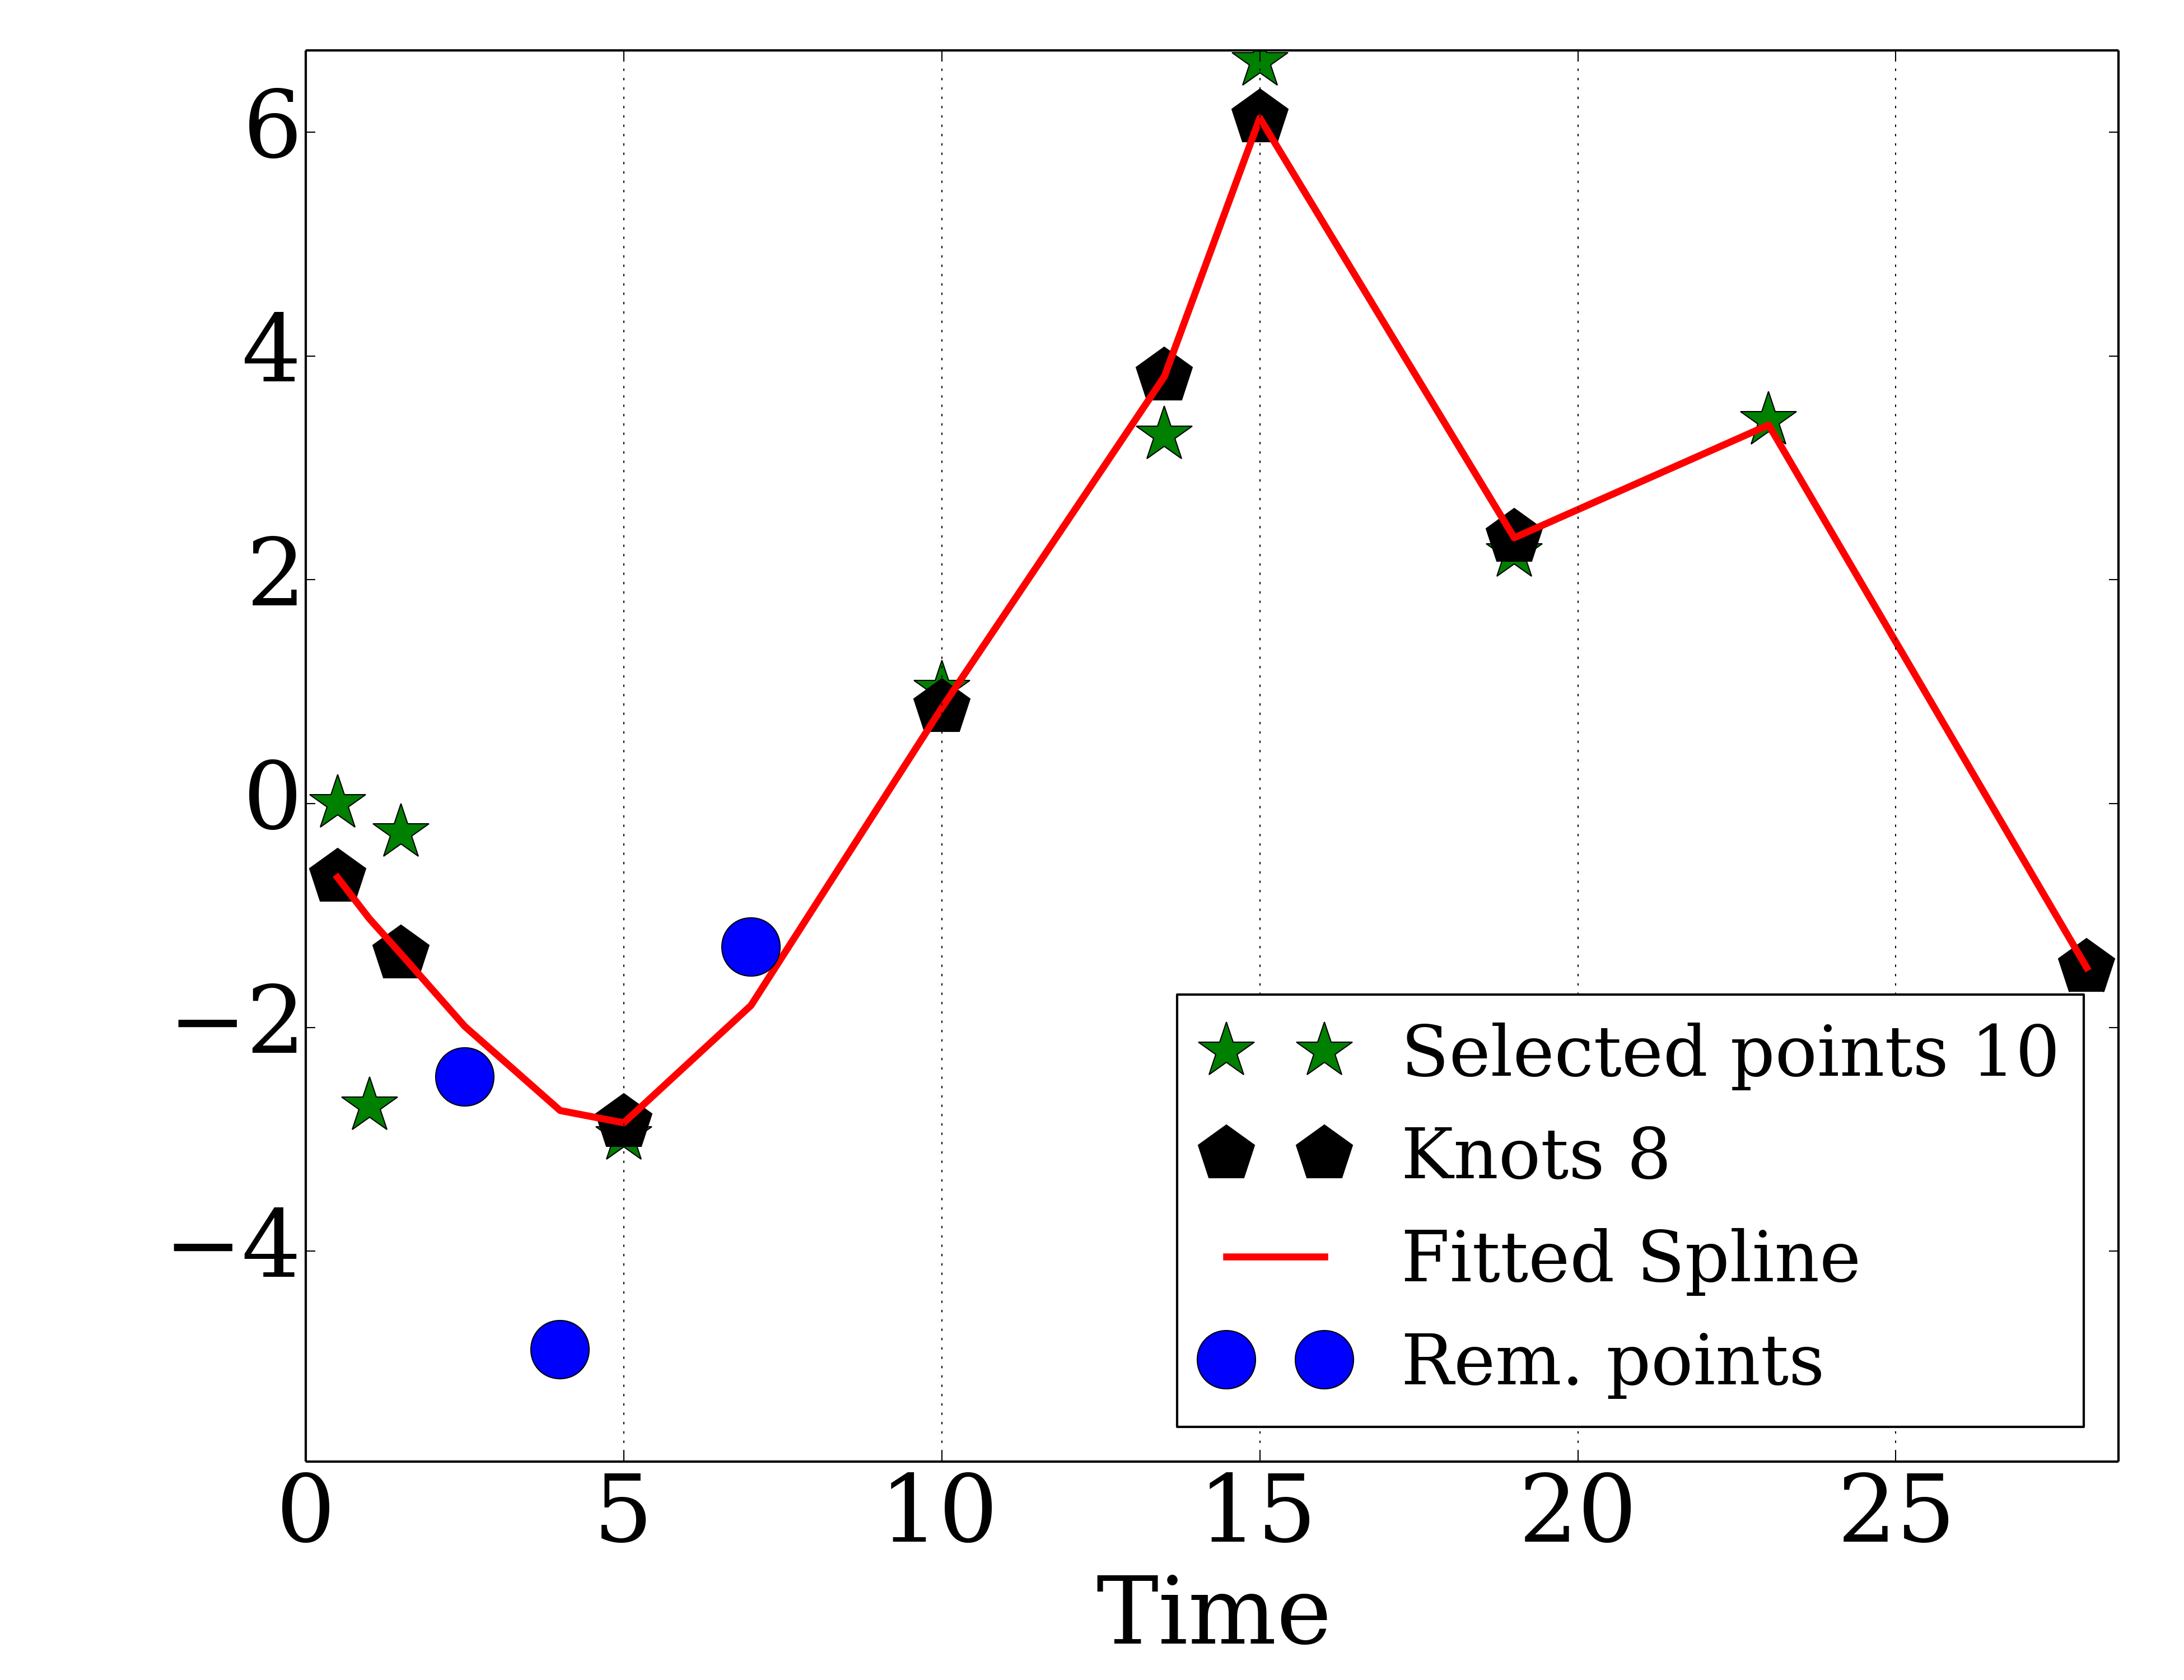 6
4
2
0
−2
−4
Selected points 10
Knots 8
Fitted Spline
Rem. points
0 5 10 15 20 25
Time